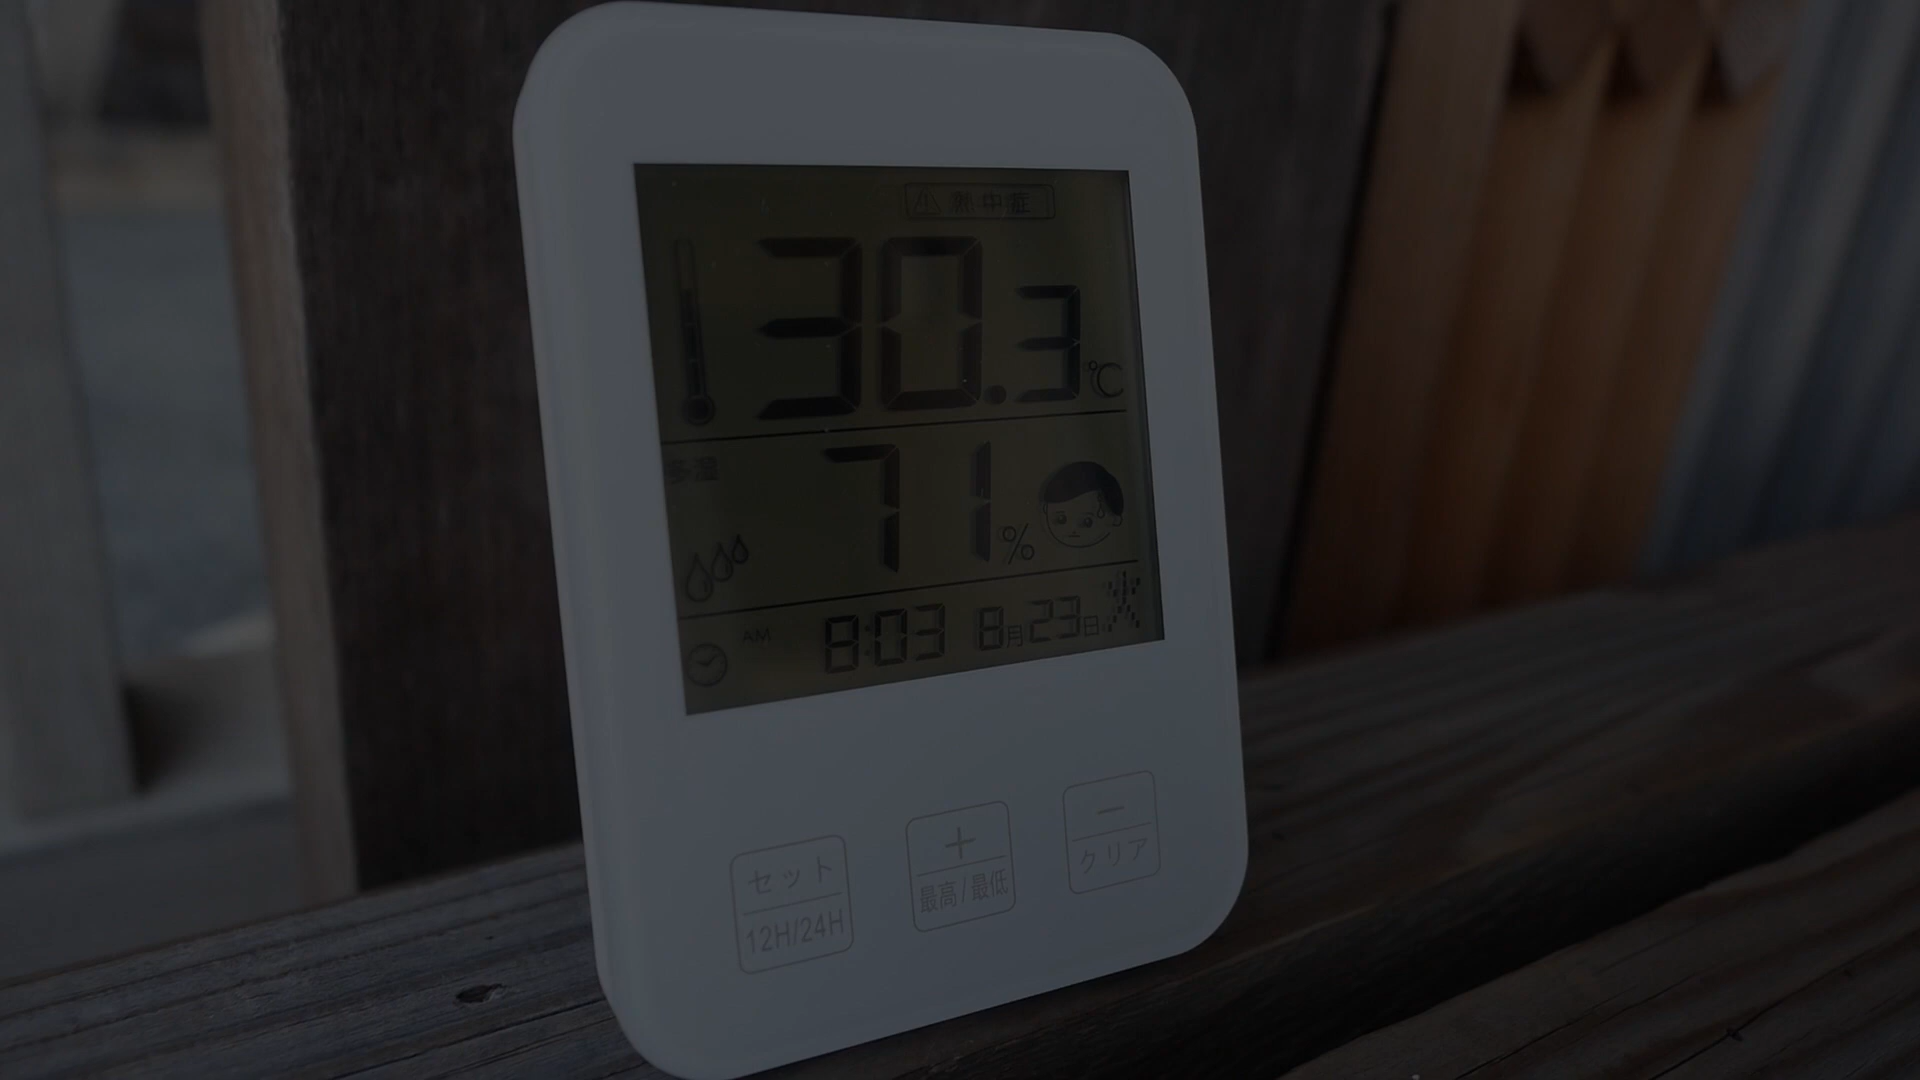 ⚠熱中症
30.3℃
多湿
71%
AM 8:03 8月23日 水
セット
12H/24H
+
最高/最低
−
クリア